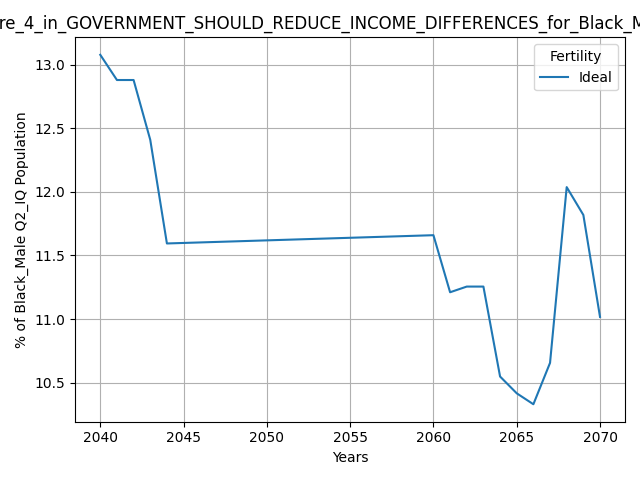 re_4_in_GOVERNMENT_SHOULD_REDUCE_INCOME_DIFFERENCES_for_Black_M
Fertility
Ideal
% of Black_Male Q2_IQ Population
13.0
12.5
12.0
11.5
11.0
10.5
2040 2045 2050 2055 2060 2065 2070
Years